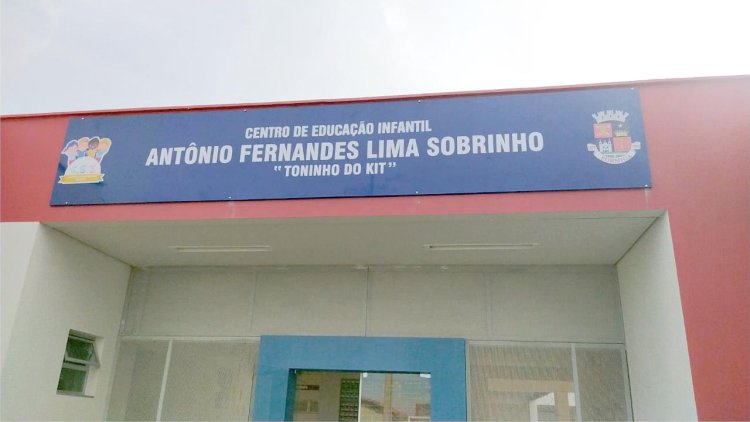 CENTRO DE EDUCAÇÃO INFANTIL
ANTÔNIO FERNANDES LIMA SOBRINHO
"TONINHO DO KIT"